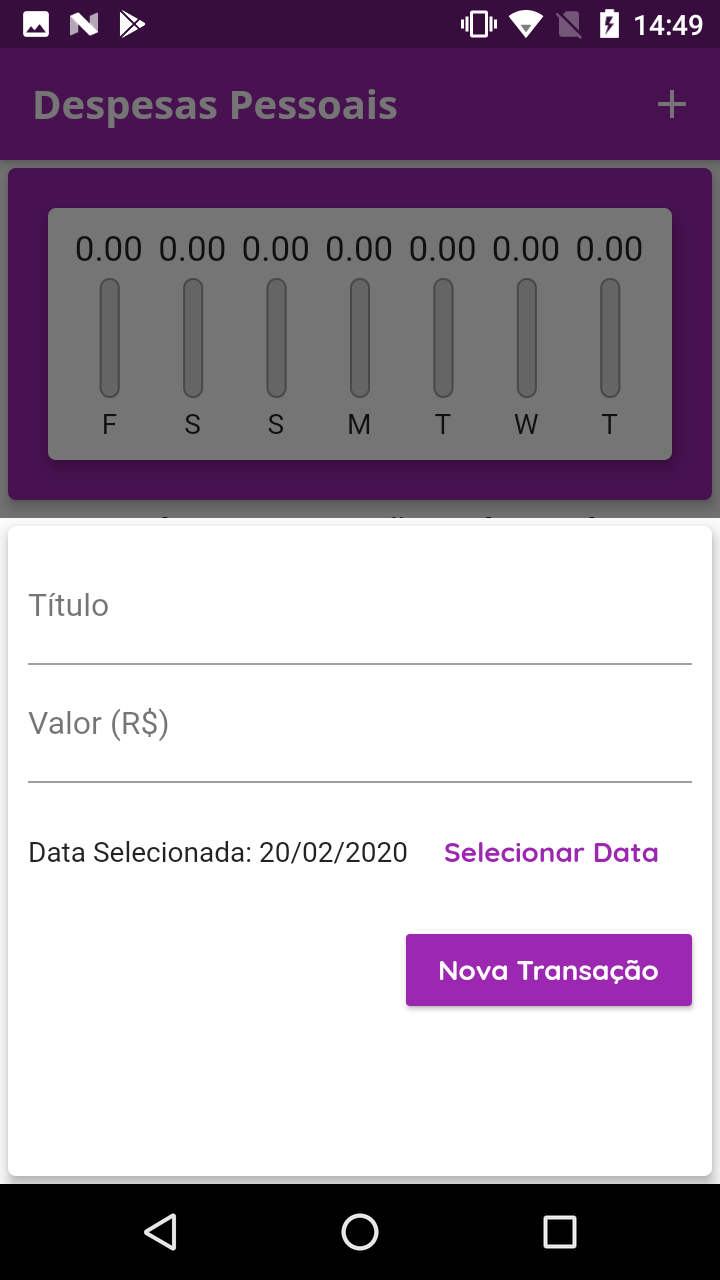 14:49
Despesas Pessoais
0.00 0.00 0.00 0.00 0.00 0.00 0.00
F S S M T W T
Título
Valor (R$)
Data Selecionada: 20/02/2020 Selecionar Data
Nova Transação